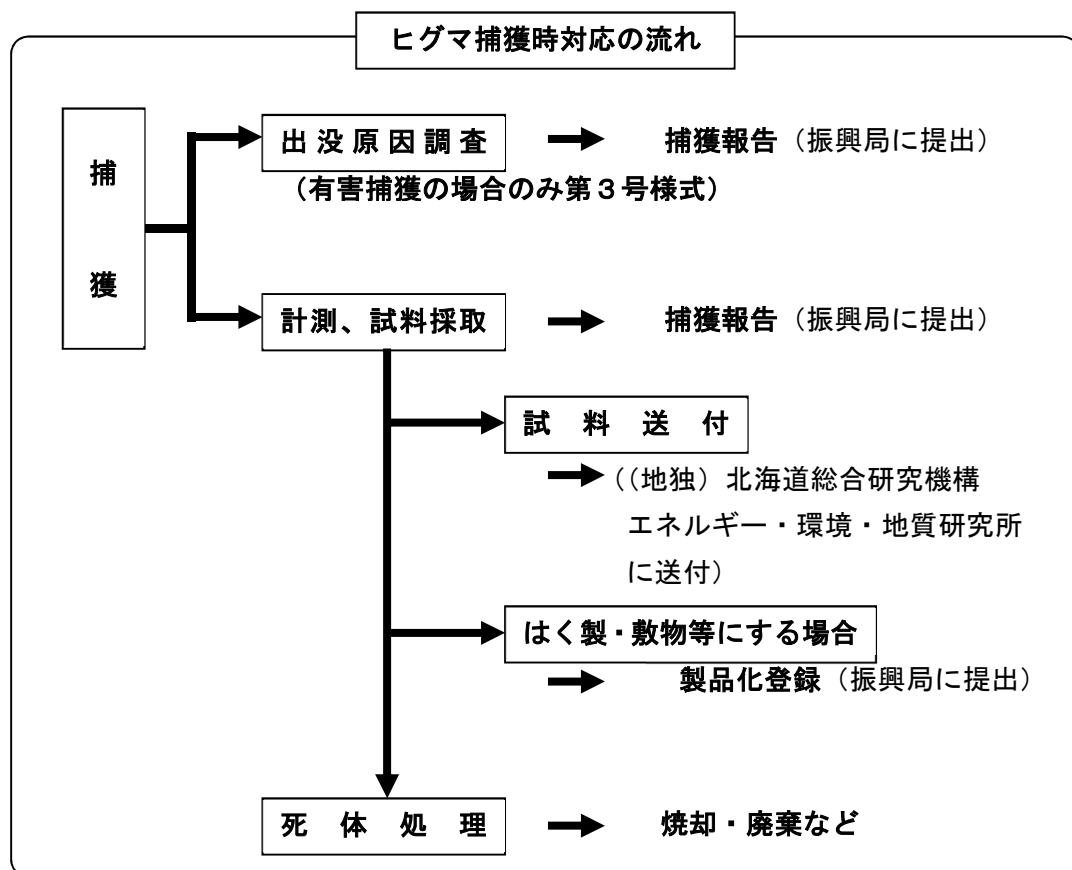 ヒグマ捕獲時対応の流れ
捕獲
出没原因調査 捕獲報告（振興局に提出）
（有害捕獲の場合のみ第３号様式）
計測、試料採取 捕獲報告（振興局に提出）
試料送付
（（地独）北海道総合研究機構
エネルギー・環境・地質研究所
に送付）
はく製・敷物等にする場合
製品化登録（振興局に提出）
死体処理 焼却・廃棄など